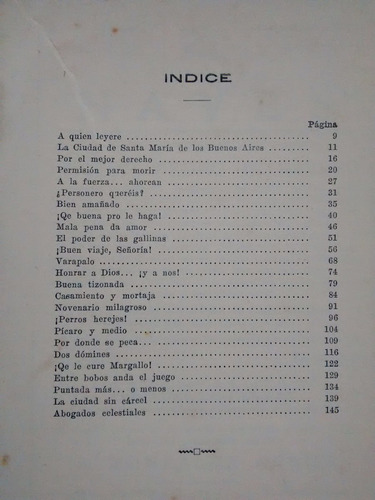 INDICE
Página
A quien leyere 9
La Ciudad de Santa María de los Buenos Aires 11
Por el mejor derecho 16
Permisión para morir 20
A la fuerza... ahorcan 27
¿Personero queréis? 31
Bien amañado 35
¡Qe buena pro le haga! 40
Mala pena da amor 46
El poder de las gallinas 51
¡Buen viaje, Señoría! 56
Varapalo 68
Honrar a Dios... ¡y a nos! 74
Buena tizonada 79
Casamiento y mortaja 84
Novenario milagroso 91
¡Perros herejes! 96
Pícaro y medio 104
Por donde se peca... 109
Dos dómines 116
¡Qe le cure Margallo! 122
Entre bobos anda el juego 129
Puntada más... o menos 134
La ciudad sin cárcel 139
Abogados celestiales 145